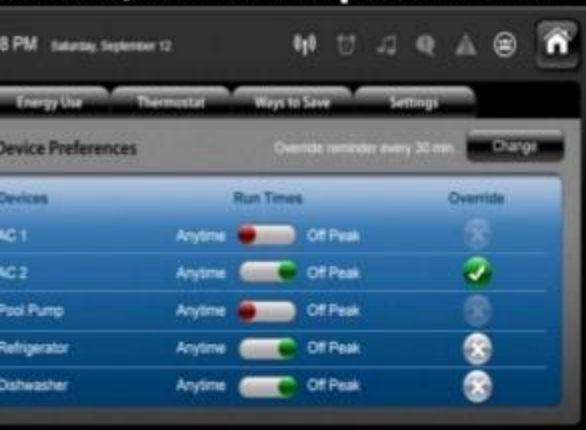 8 PM Saturday, September 12
Energy Use Thermostat Ways to Save Settings
Device Preferences Override reminder every 30 min Change
Devices Run Times Override
AC 1 Anytime Off Peak
AC 2 Anytime Off Peak
Pool Pump Anytime Off Peak
Refrigerator Anytime Off Peak
Dishwasher Anytime Off Peak